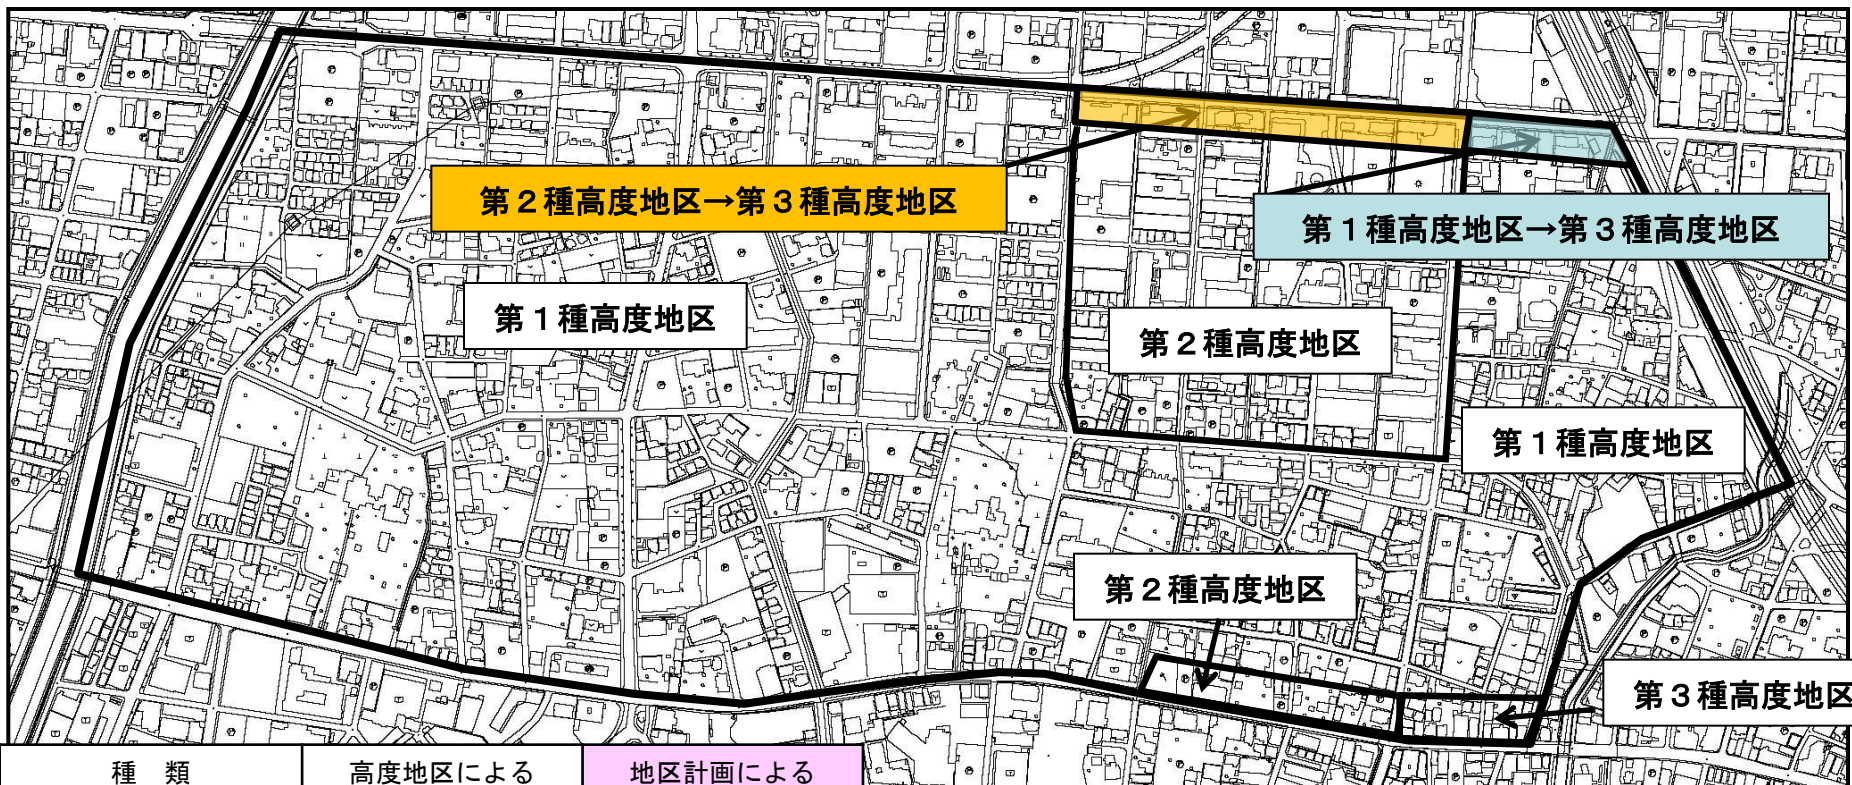 第２種高度地区→第３種高度地区
第１種高度地区→第３種高度地区
第１種高度地区
第２種高度地区
第１種高度地区
第２種高度地区
第３種高度地区
種　類
高度地区による
地区計画による